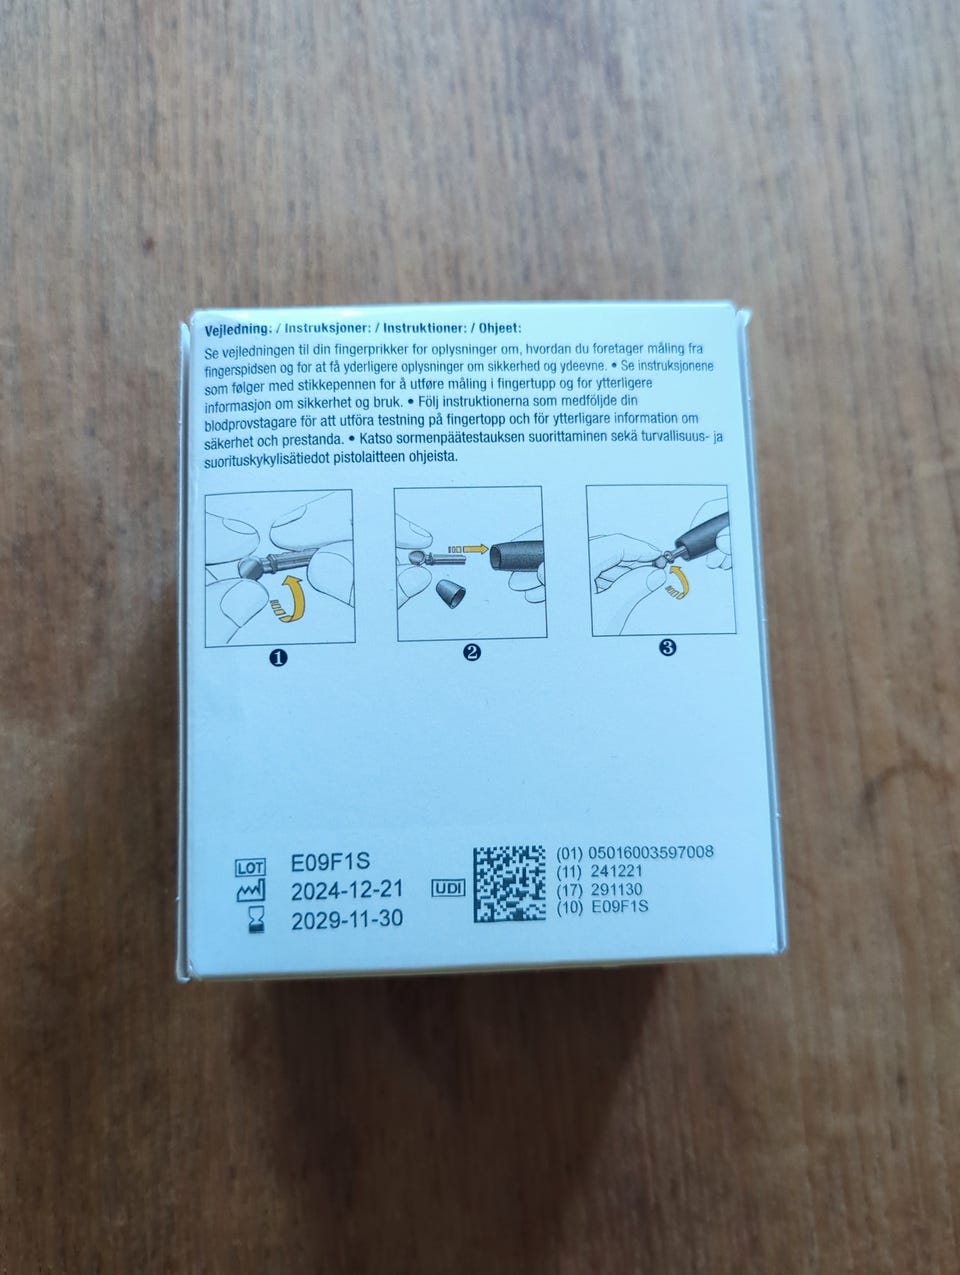 Vejledning: / Instruksjoner: / Instruktioner: / Ohjeet:
Se vejledningen til din fingerprikker for oplysninger om, hvordan du foretager måling fra
fingerspidsen og for at få yderligere oplysninger om sikkerhed og ydeevne. • Se instruksjonene
som følger med stikkepennen for å utføre måling i fingertupp og for ytterligere
informasjon om sikkerhet og bruk. • Följ instruktionerna som medföljde din
blodprovstagare för att utföra testning på fingertopp och för ytterligare information om
säkerhet och prestanda. • Katso sormenpäätestauksen suorittaminen sekä turvallisuus- ja
suorituskykylisätiedot pistolaitteen ohjeista.
1
2
3
LOT E09F1S
2024-12-21
2029-11-30
UDI
(01) 05016003597008
(11) 241221
(17) 291130
(10) E09F1S